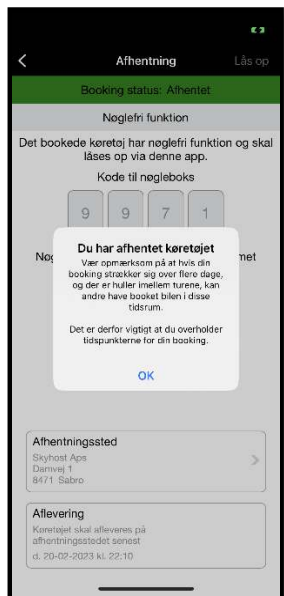 Afhentning
Lås op
Booking status: Afhentet
Nøglefri funktion
Det bookede køretøj har nøglefri funktion og skal
låses op via denne app.
Kode til nøgleboks
9 9 7 1
Du har afhentet køretøjet
Vær opmærksom på at hvis din
booking strækker sig over flere dage,
og der er huller imellem turene, kan
andre have booket bilen i disse
tidsrum.
Det er derfor vigtigt at du overholder
tidspunkterne for din booking.
OK
Afhentningssted
Skyhost Aps
Damvej 1
8471 Sabro
Aflevering
Køretøjet skal afleveres på
afhentningsstedet senest
d. 20-02-2023 kl. 22:10